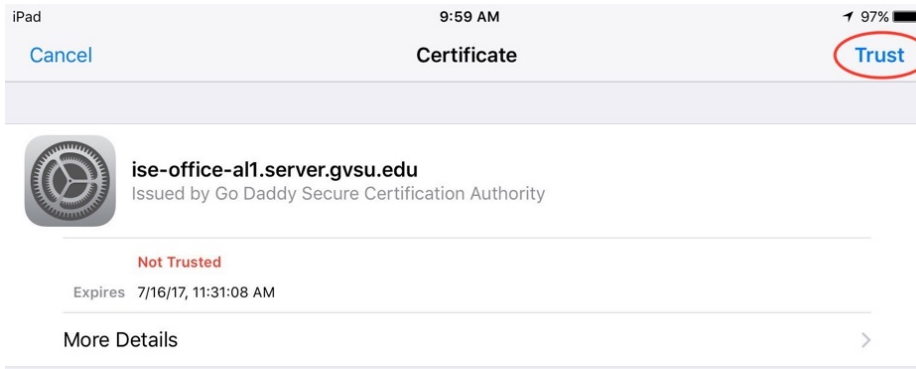 iPad 9:59 AM 97%
Cancel Certificate Trust
ise-office-al1.server.gvsu.edu
Issued by Go Daddy Secure Certification Authority
Not Trusted
Expires 7/16/17, 11:31:08 AM
More Details